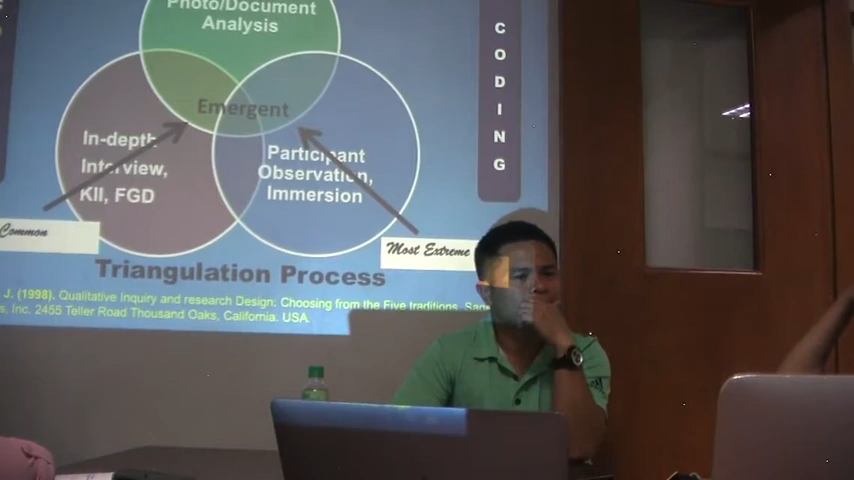 Photo/Document
Analysis
Emergent
In-depth
Interview,
KII, FGD
Participant
Observation,
Immersion
C
O
D
I
N
G
Common
Most Extreme
Triangulation Process
J. (1998). Qualitative inquiry and research Design: Choosing from the Five traditions.
Inc. 2455 Teller Road Thousand Oaks, California. USA